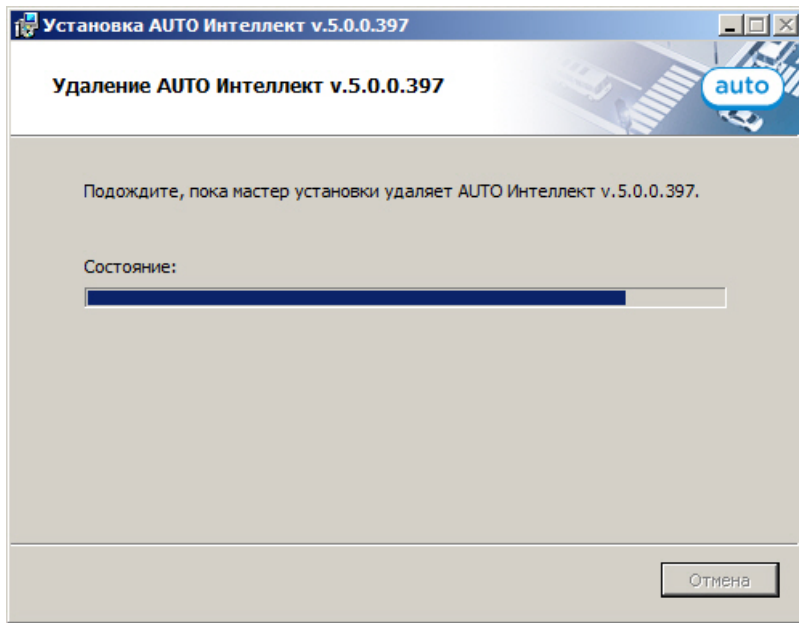 Установка AUTO Интеллект v.5.0.0.397
Удаление AUTO Интеллект v.5.0.0.397
auto
Подождите, пока мастер установки удаляет AUTO Интеллект v.5.0.0.397.
Состояние:
Отмена